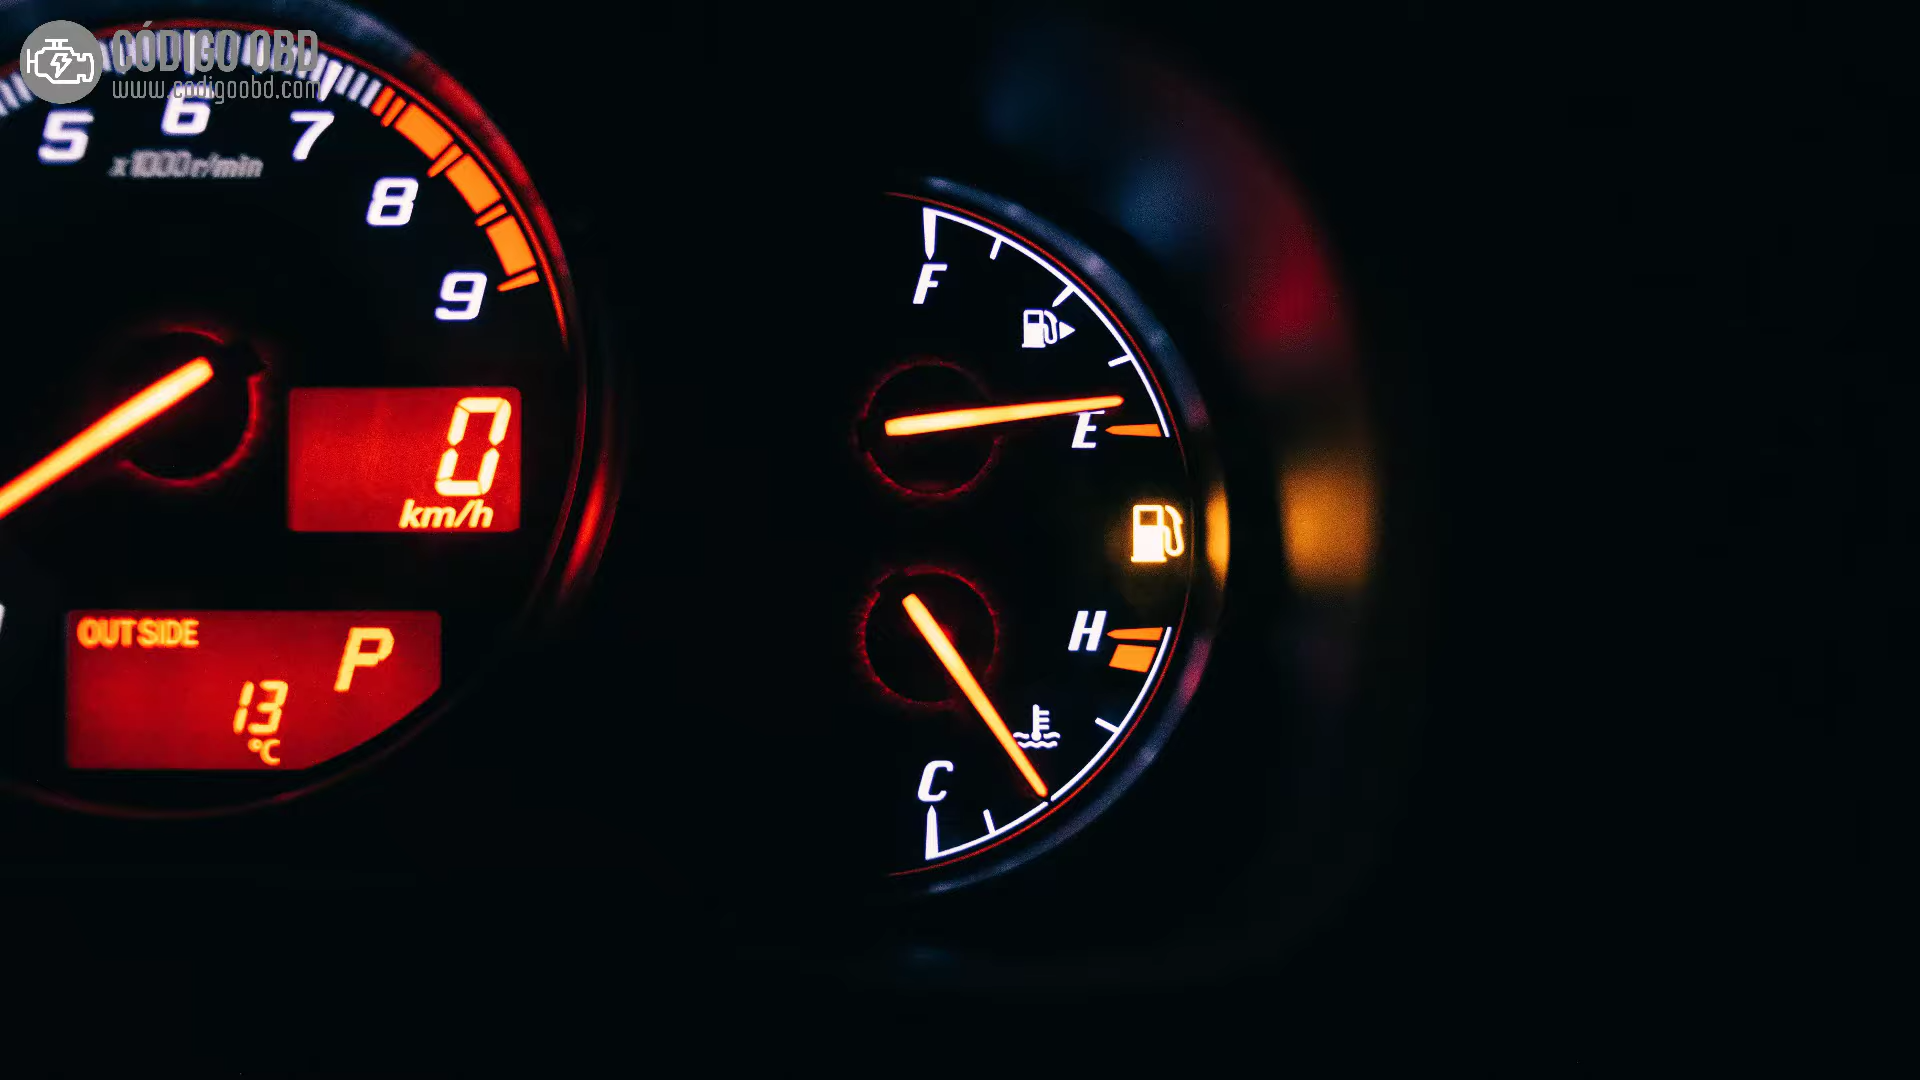 CÓDIGO OBD
www.codigoobd.com
5 6 7 8 9
x1000r/min
0
km/h
OUTSIDE P
13
°C
F
E
H
C